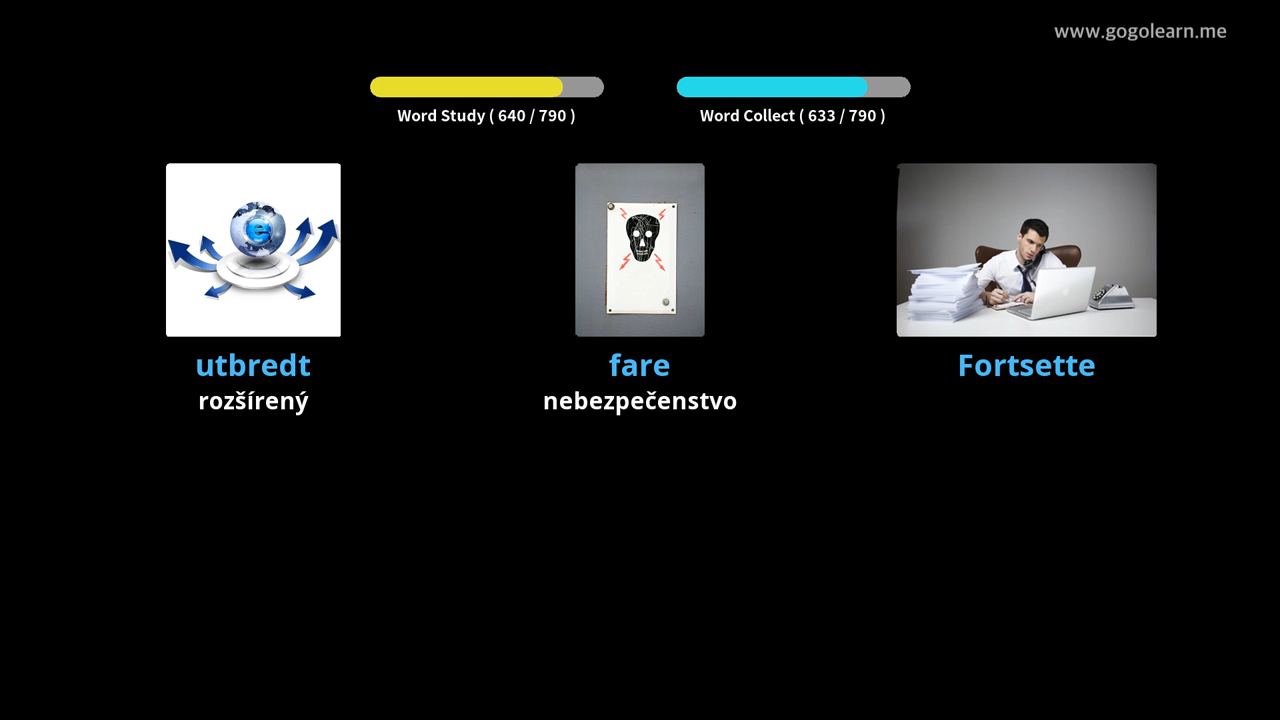 www.gogolearn.me
Word Study ( 640 / 790 )
Word Collect ( 633 / 790 )
e
utbredt
fare
Fortsette
rozšírený
nebezpečenstvo